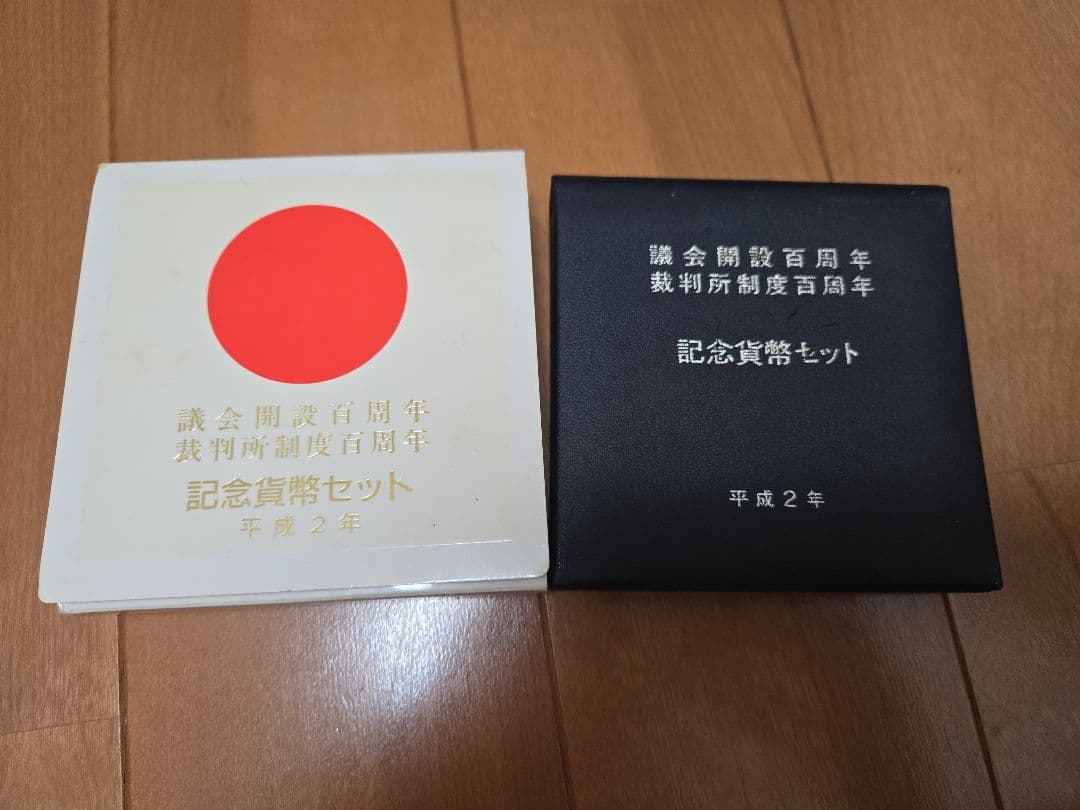 議会開設百周年
裁判所制度百周年
記念貨幣セット
平成2年
議会開設百周年
裁判所制度百周年
記念貨幣セット
平成2年